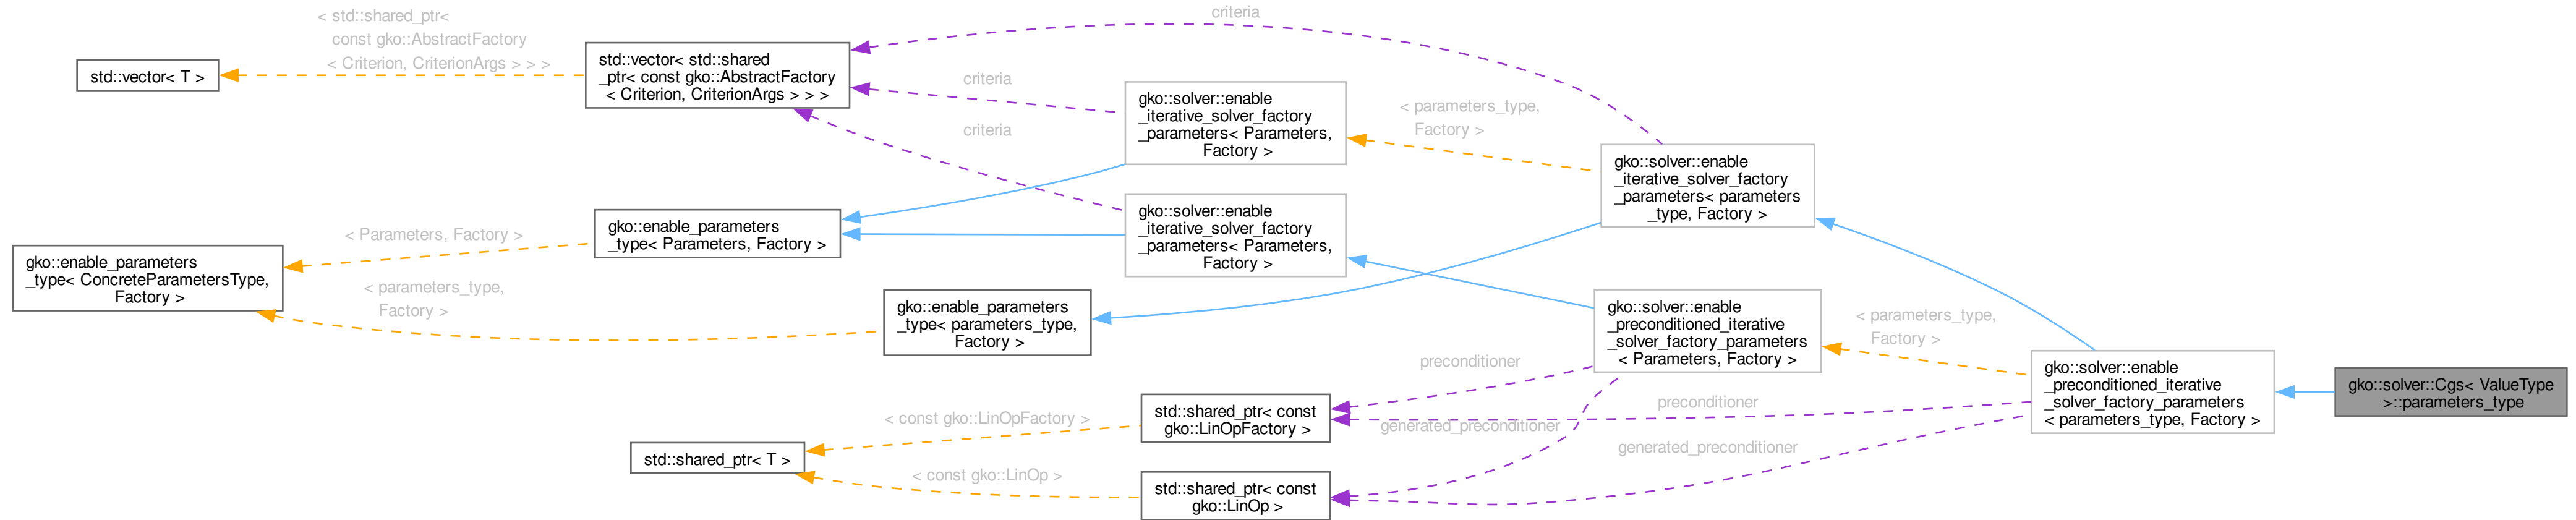 criteria
< std::shared_ptr<
const gko::AbstractFactory
< Criterion, CriterionArgs > > >
std::vector< T >
std::vector< std::shared
_ptr< const gko::AbstractFactory
< Criterion, CriterionArgs > > >
criteria
criteria
gko::solver::enable
_iterative_solver_factory
_parameters< Parameters,
Factory >
< parameters_type,
Factory >
gko::solver::enable
_iterative_solver_factory
_parameters< parameters
_type, Factory >
gko::solver::enable
_iterative_solver_factory
_parameters< Parameters,
Factory >
gko::enable_parameters
_type< Parameters, Factory >
< Parameters, Factory >
gko::enable_parameters
_type< ConcreteParametersType,
Factory >
< parameters_type,
Factory >
gko::enable_parameters
_type< parameters_type,
Factory >
gko::solver::enable
_preconditioned_iterative
_solver_factory_parameters
< Parameters, Factory >
< parameters_type,
Factory >
gko::solver::enable
_preconditioned_iterative
_solver_factory_parameters
< parameters_type, Factory >
gko::solver::Cgs< ValueType
>::parameters_type
preconditioner
preconditioner
std::shared_ptr< const
gko::LinOpFactory >
< const gko::LinOpFactory >
generated_preconditioner
generated_preconditioner
std::shared_ptr< T >
< const gko::LinOp >
std::shared_ptr< const
gko::LinOp >